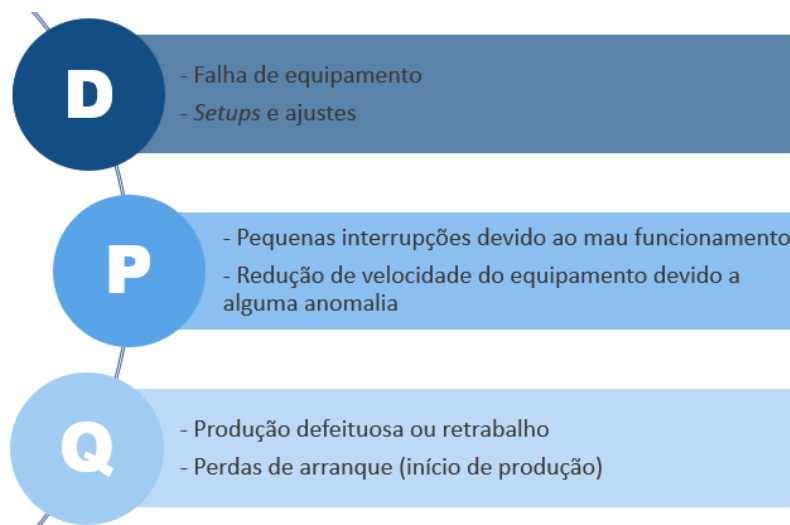 D
- Falha de equipamento
- Setups e ajustes
P
- Pequenas interrupções devido ao mau funcionamento
- Redução de velocidade do equipamento devido a
alguma anomalia
Q
- Produção defeituosa ou retrabalho
- Perdas de arranque (início de produção)